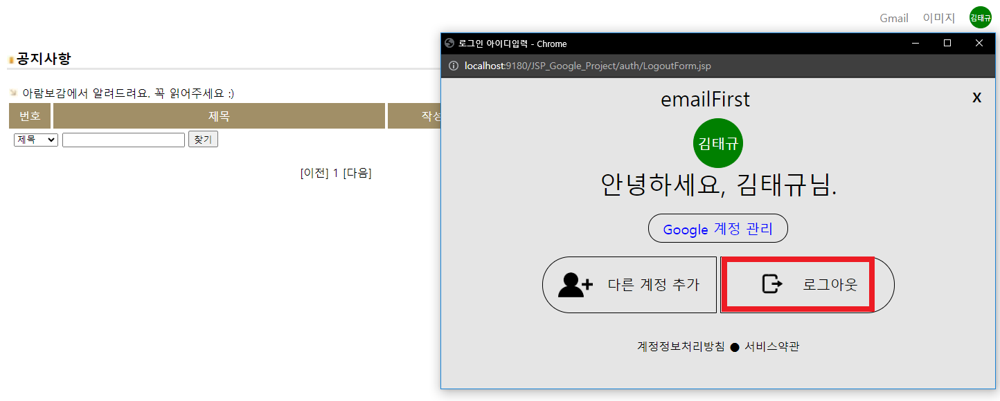 Gmail 이미지 김태규
공지사항
아람보감에서 알려드려요. 꼭 읽어주세요 :)
번호 제목
제목 찾기
[이전] 1 [다음]
로그인 아이디입력 - Chrome
localhost:9180/JSP_Google_Project/auth/LogoutForm.jsp
emailFirst X
김태규
안녕하세요, 김태규님.
Google 계정 관리
다른 계정 추가 로그아웃
계정정보처리방침 ● 서비스약관